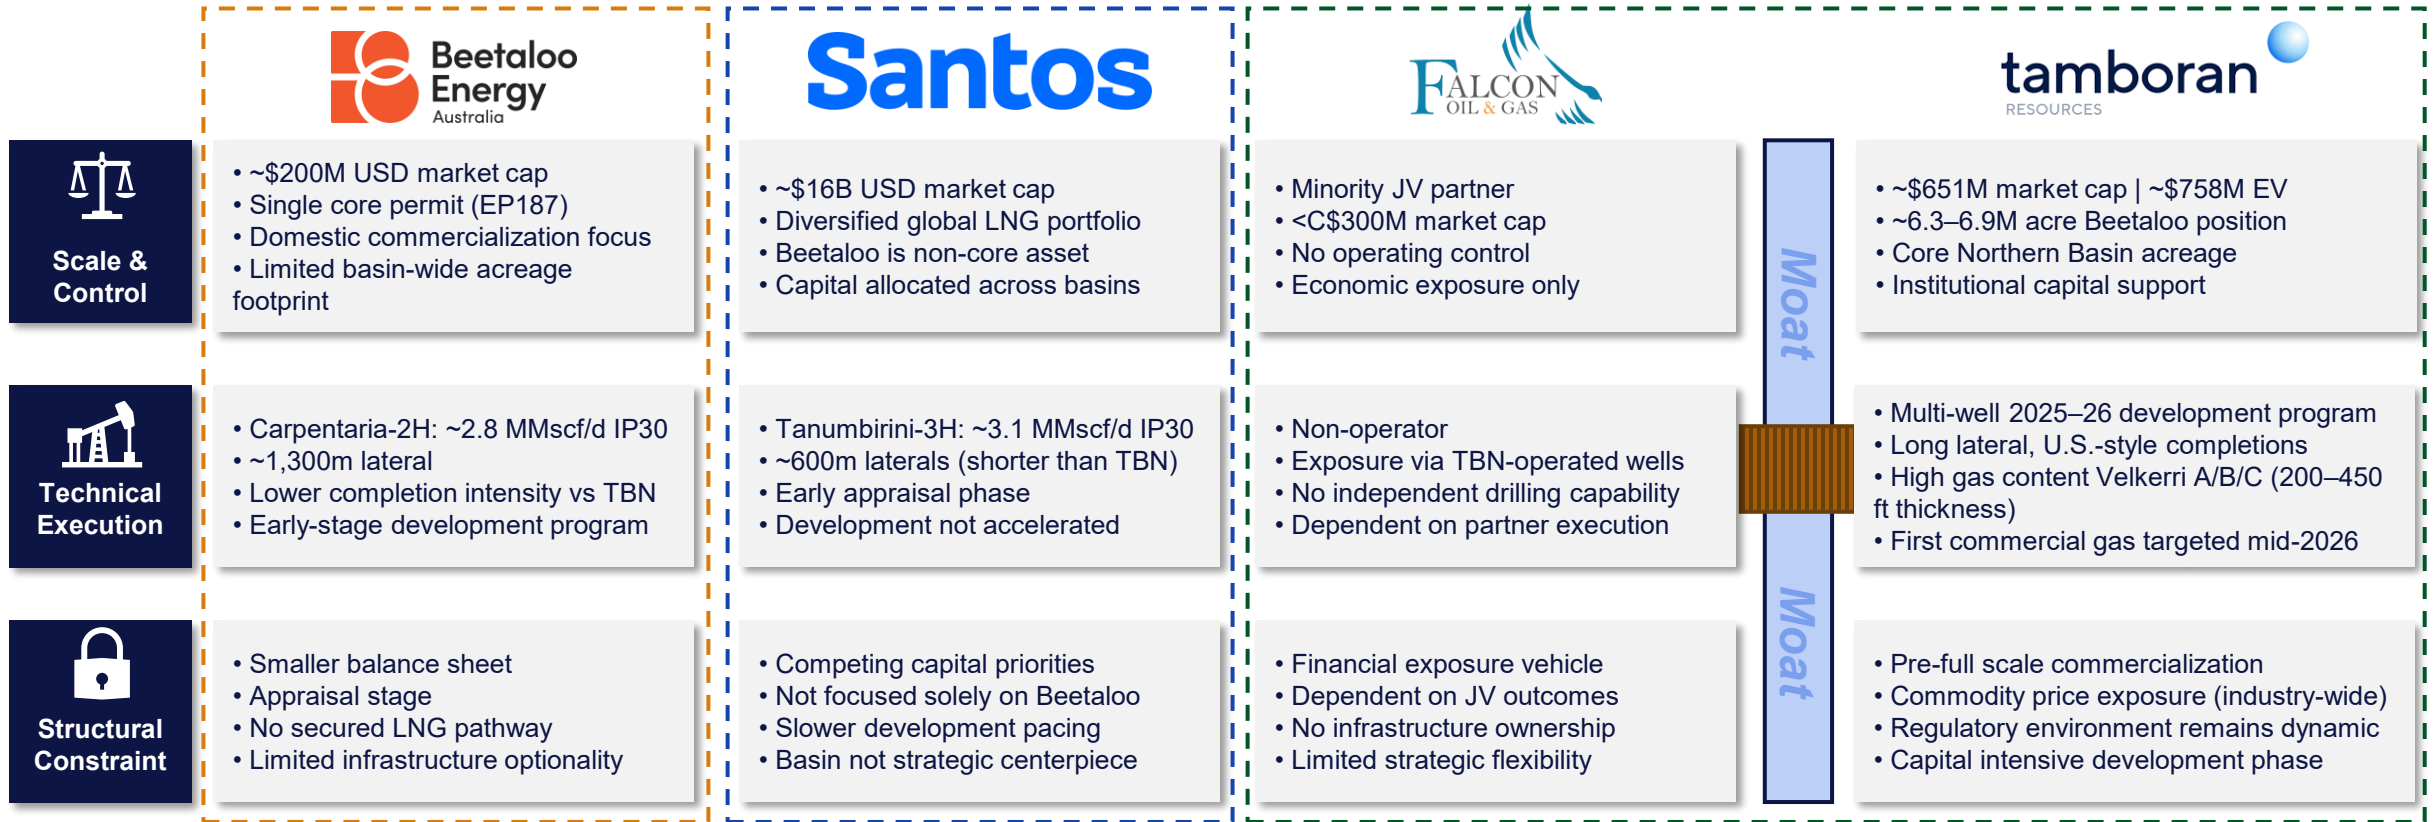 Beetaloo
Energy
Australia
Santos
FALCON
OIL & GAS
tamboran
RESOURCES
Scale &
Control
• ~$200M USD market cap
• Single core permit (EP187)
• Domestic commercialization focus
• Limited basin-wide acreage
footprint
• ~$16B USD market cap
• Diversified global LNG portfolio
• Beetaloo is non-core asset
• Capital allocated across basins
• Minority JV partner
• <C$300M market cap
• No operating control
• Economic exposure only
Moat
• ~$651M market cap | ~$758M EV
• ~6.3–6.9M acre Beetaloo position
• Core Northern Basin acreage
• Institutional capital support
Technical
Execution
• Carpentaria-2H: ~2.8 MMscf/d IP30
• ~1,300m lateral
• Lower completion intensity vs TBN
• Early-stage development program
• Tanumbirini-3H: ~3.1 MMscf/d IP30
• ~600m laterals (shorter than TBN)
• Early appraisal phase
• Development not accelerated
• Non-operator
• Exposure via TBN-operated wells
• No independent drilling capability
• Dependent on partner execution
• Multi-well 2025–26 development program
• Long lateral, U.S.-style completions
• High gas content Velkerri A/B/C (200–450
ft thickness)
• First commercial gas targeted mid-2026
Structural
Constraint
• Smaller balance sheet
• Appraisal stage
• No secured LNG pathway
• Limited infrastructure optionality
• Competing capital priorities
• Not focused solely on Beetaloo
• Slower development pacing
• Basin not strategic centerpiece
• Financial exposure vehicle
• Dependent on JV outcomes
• No infrastructure ownership
• Limited strategic flexibility
Moat
• Pre-full scale commercialization
• Commodity price exposure (industry-wide)
• Regulatory environment remains dynamic
• Capital intensive development phase